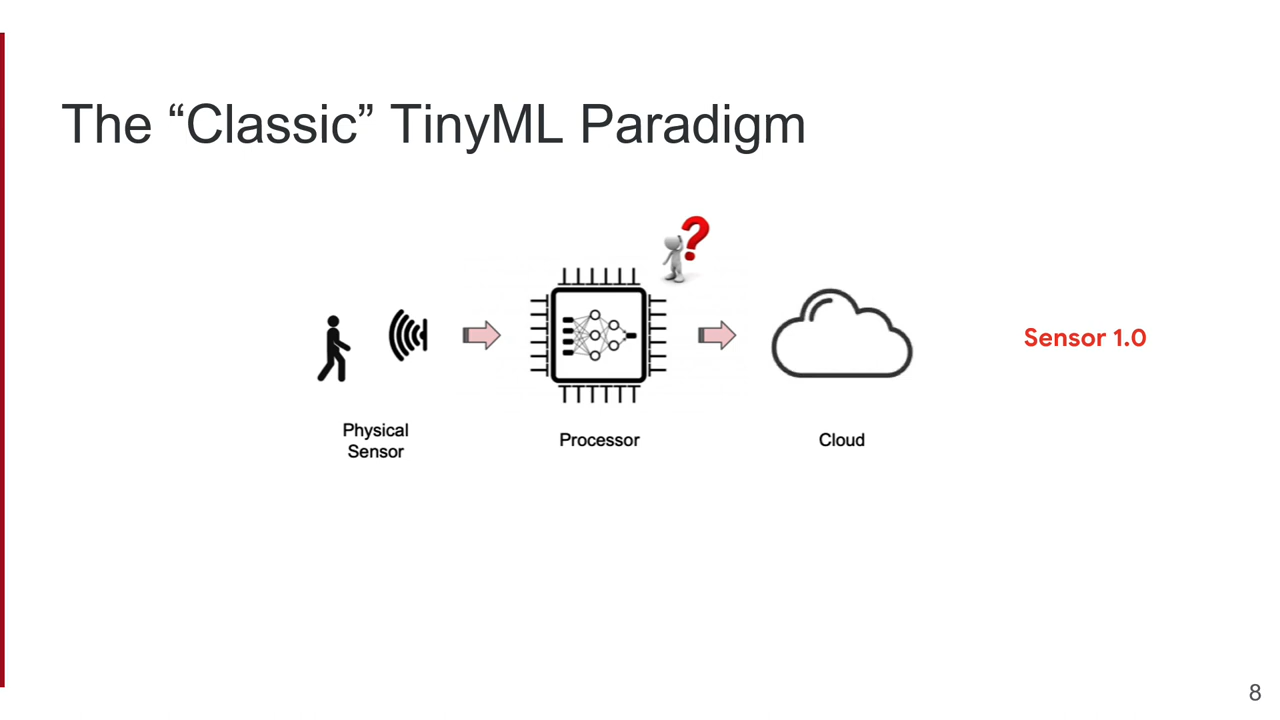 The “Classic” TinyML Paradigm
?
Physical
Sensor
Processor
Cloud
Sensor 1.0
8